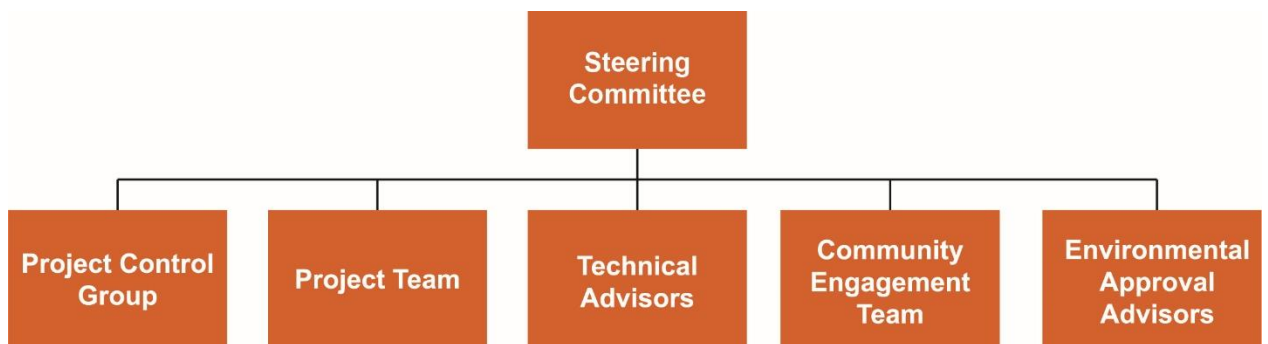 Steering
Committee
Project Control
Group
Project Team
Technical
Advisors
Community
Engagement
Team
Environmental
Approval
Advisors